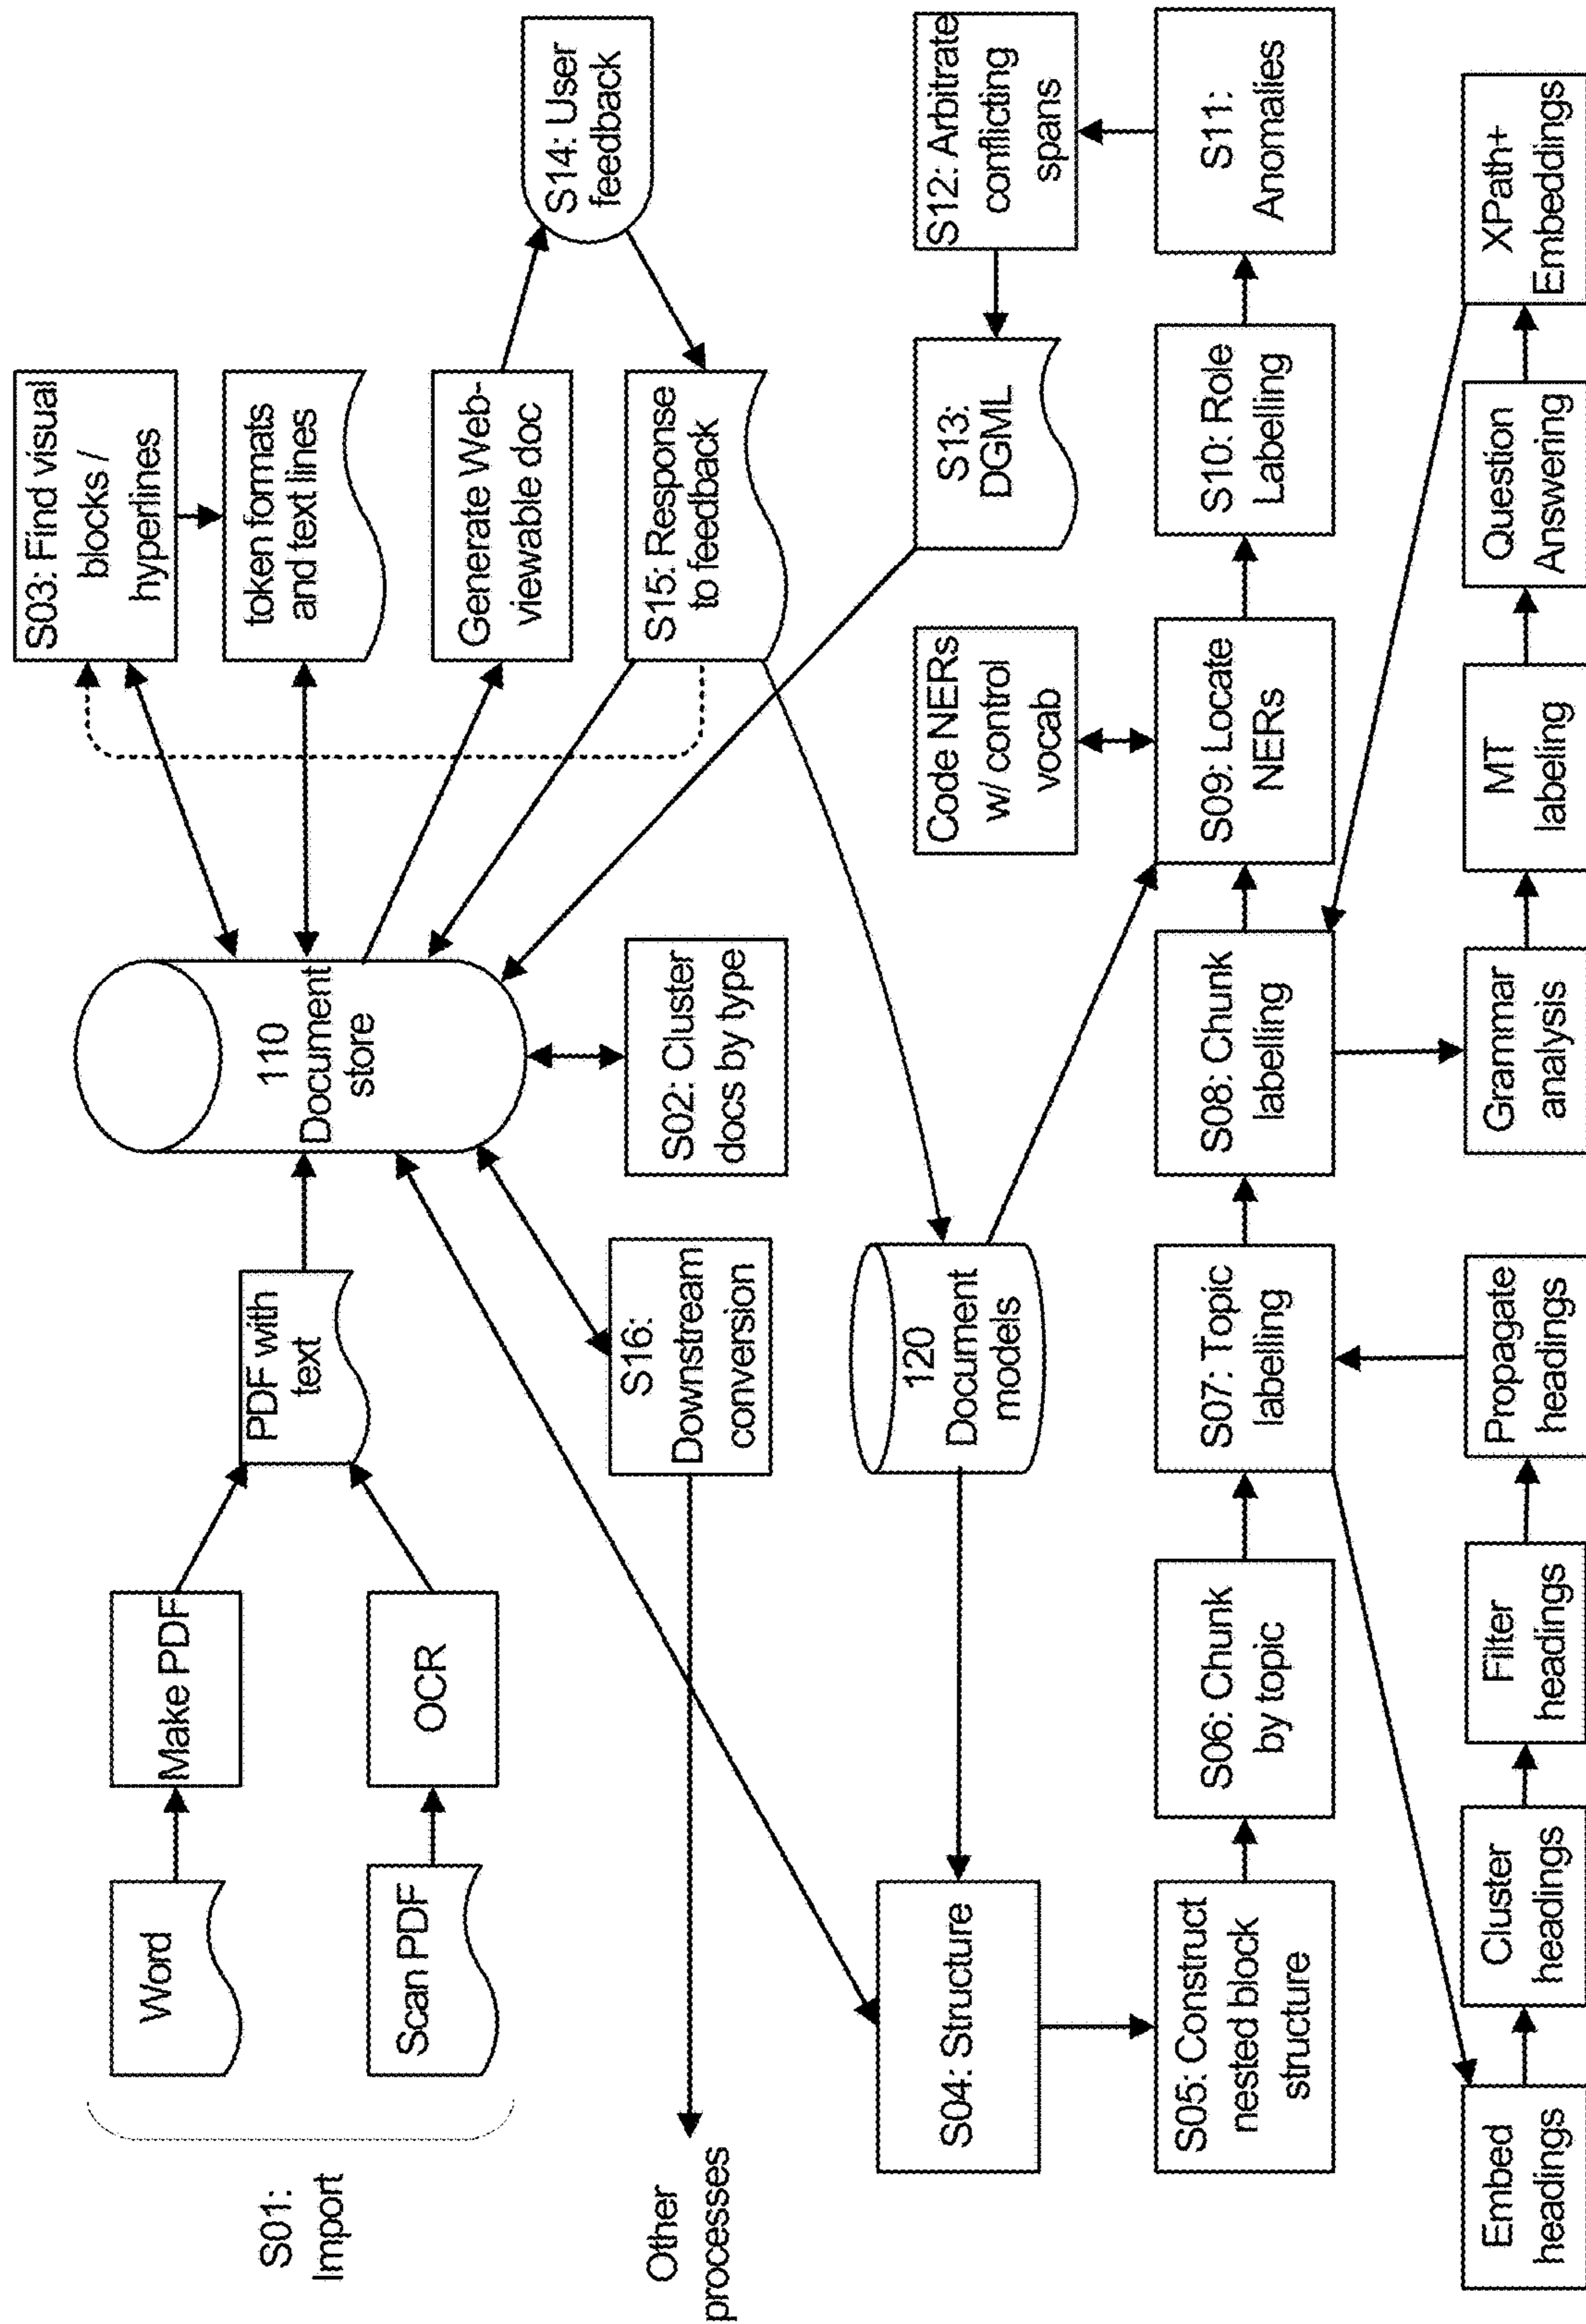 S01:
Import
Word
Make PDF
Scan PDF
OCR
PDF with
text
110
Document
store
S03: Find visual
blocks /
hyperlines
token formats
and text lines
Generate Web-
viewable doc
S14: User
feedback
S15: Response
to feedback
S02: Cluster
docs by type
S16:
Downstream
conversion
Other
processes
120
Document
models
Code NERs
w/ control
vocab
S13:
DGML
S12: Arbitrate
conflicting
spans
S04: Structure
S05: Construct
nested block
structure
S06: Chunk
by topic
S07: Topic
labelling
S08: Chunk
labelling
S09: Locate
NERs
S10: Role
Labelling
S11:
Anomalies
Embed
headings
Cluster
headings
Filter
headings
Propagate
headings
Grammar
analysis
MT
labeling
Question
Answering
XPath+
Embeddings